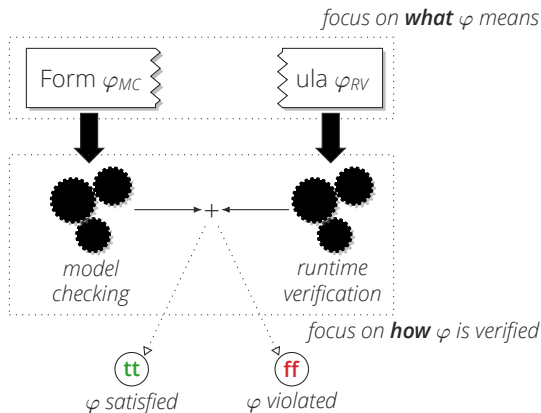 focus on what φ means
Form φMC
ula φRV
+
model
checking
runtime
verification
focus on how φ is verified
tt
ff
φ satisfied
φ violated